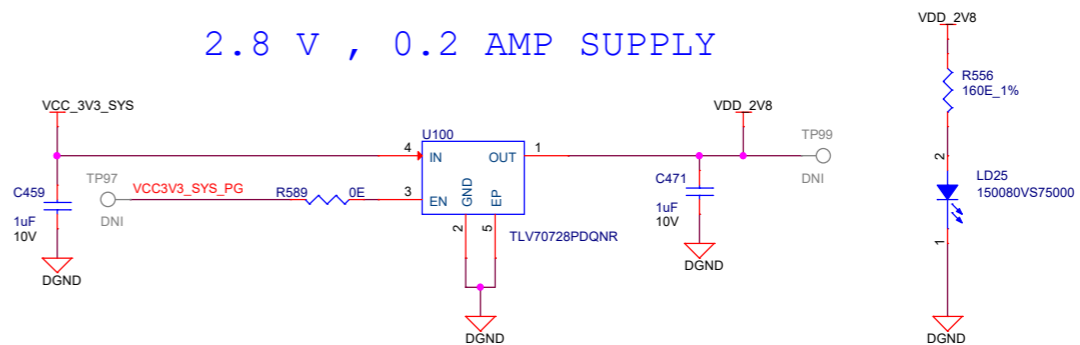 2.8 V , 0.2 AMP SUPPLY
VDD_2V8
R556
160E_1%
2
LD25
150080VS75000
1
DGND
VCC_3V3_SYS
C459
1uF
10V
DGND
TP97
DNI
VCC3V3_SYS_PG
R589
0E
U100
4
IN
OUT
1
3
EN
GND
EP
2
5
TLV70728PDQNR
DGND
VDD_2V8
TP99
DNI
C471
1uF
10V
DGND